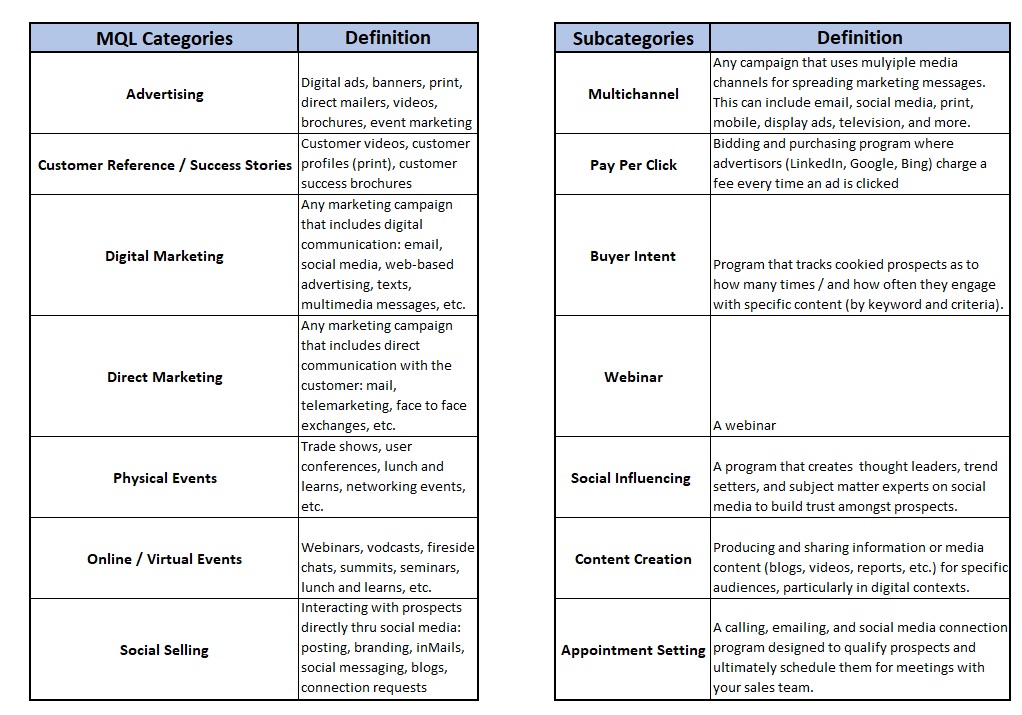 MQL Categories
Definition
Advertising
Digital ads, banners, print,
direct mailers, videos,
brochures, event marketing
Customer Reference / Success Stories
Customer videos, customer
profiles (print), customer
success brochures
Digital Marketing
Any marketing campaign
that includes digital
communication: email,
social media, web-based
advertising, texts,
multimedia messages, etc.
Direct Marketing
Any marketing campaign
that includes direct
communication with the
customer: mail,
telemarketing, face to face
exchanges, etc.
Physical Events
Trade shows, user
conferences, lunch and
learns, networking events,
etc.
Online / Virtual Events
Webinars, vodcasts, fireside
chats, summits, seminars,
lunch and learns, etc.
Social Selling
Interacting with prospects
directly thru social media:
posting, branding, inMails,
social messaging, blogs,
connection requests
Subcategories
Definition
Multichannel
Any campaign that uses mulyiple media
channels for spreading marketing messages.
This can include email, social media, print,
mobile, display ads, television, and more.
Pay Per Click
Bidding and purchasing program where
advertisors (LinkedIn, Google, Bing) charge a
fee every time an ad is clicked
Buyer Intent
Program that tracks cookied prospects as to
how many times / and how often they engage
with specific content (by keyword and criteria).
Webinar
A webinar
Social Influencing
A program that creates  thought leaders, trend
setters, and subject matter experts on social
media to build trust amongst prospects.
Content Creation
Producing and sharing information or media
content (blogs, videos, reports, etc.) for specific
audiences, particularly in digital contexts.
Appointment Setting
A calling, emailing, and social media connection
program designed to qualify prospects and
ultimately schedule them for meetings with
your sales team.